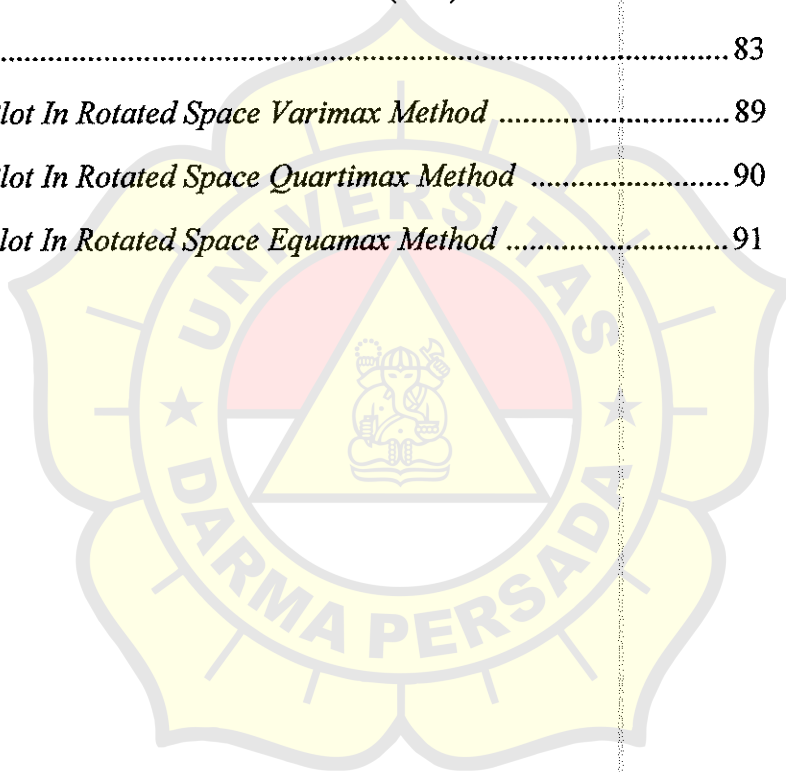 83
lot In Rotated Space Varimax Method 89
lot In Rotated Space Quartimax Method 90
lot In Rotated Space Equamax Method 91
UNIVERSITAS
DARMA PERSADA